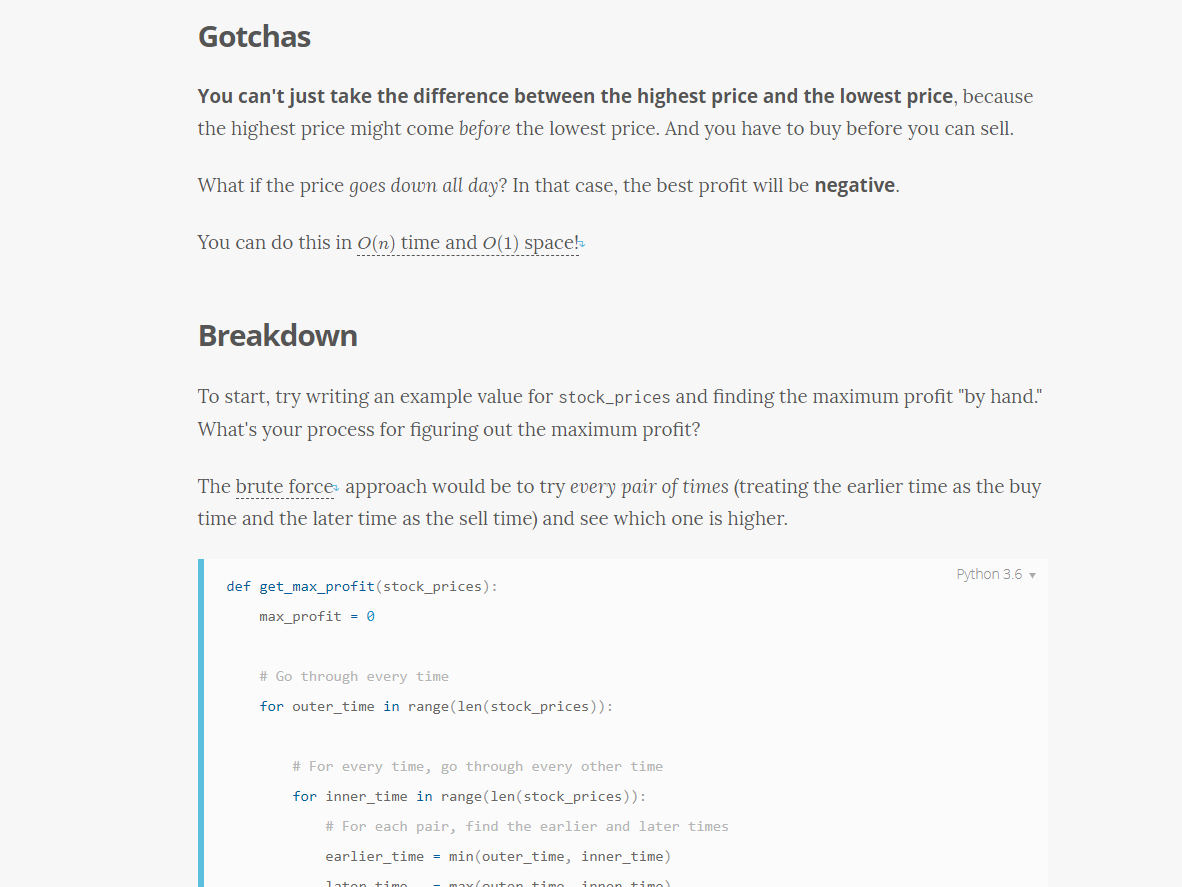 Gotchas
You can't just take the difference between the highest price and the lowest price, because
the highest price might come before the lowest price. And you have to buy before you can sell.
What if the price goes down all day? In that case, the best profit will be negative.
You can do this in O(n) time and O(1) space!
Breakdown
To start, try writing an example value for stock_prices and finding the maximum profit "by hand."
What's your process for figuring out the maximum profit?
The brute force approach would be to try every pair of times (treating the earlier time as the buy
time and the later time as the sell time) and see which one is higher.
Python 3.6
def get_max_profit(stock_prices):
    max_profit = 0
    # Go through every time
    for outer_time in range(len(stock_prices)):
        # For every time, go through every other time
        for inner_time in range(len(stock_prices)):
            # For each pair, find the earlier and later times
            earlier_time = min(outer_time, inner_time)
            later_time   = max(outer_time, inner_time)